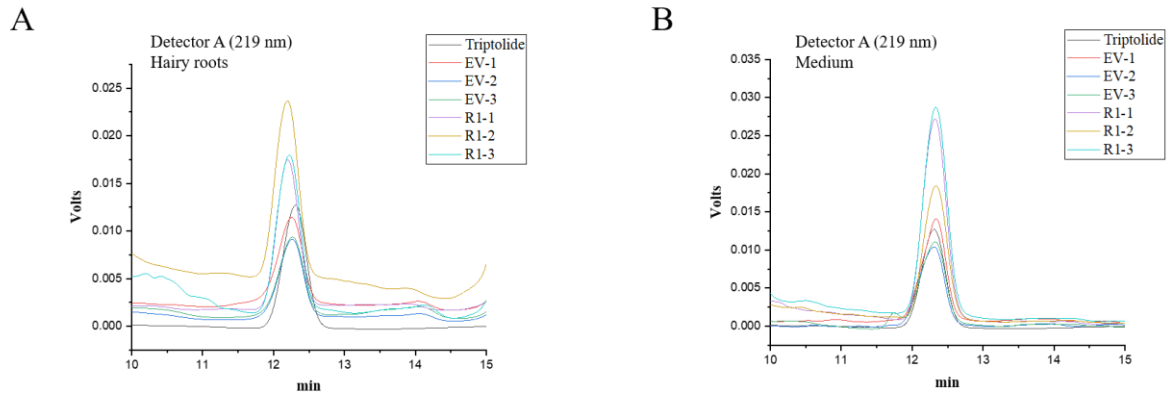 A
Detector A (219 nm)
Hairy roots
Triptolide
EV-1
EV-2
EV-3
R1-1
R1-2
R1-3
0.025
0.020
0.015
0.010
0.005
0.000
Volts
10 11 12 13 14 15
min
B
Detector A (219 nm)
Medium
Triptolide
EV-1
EV-2
EV-3
R1-1
R1-2
R1-3
0.035
0.030
0.025
0.020
0.015
0.010
0.005
0.000
Volts
10 11 12 13 14 15
min